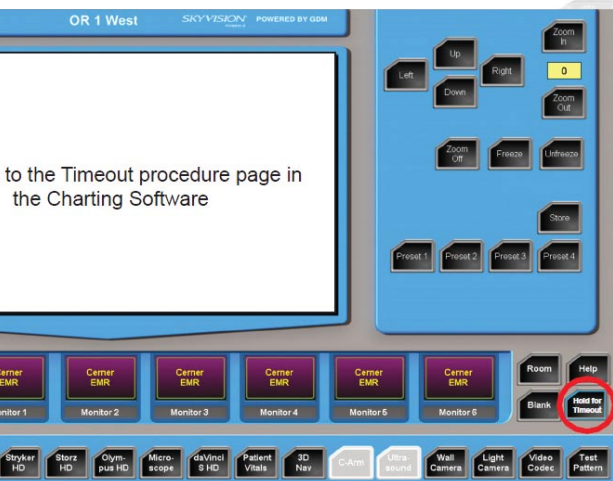 OR 1 West
SKYVISION POWERED BY GDM
to the Timeout procedure page in
the Charting Software
Zoom
In
Up
Left
Right
0
Down
Zoom
Out
Zoom
Off
Freeze
Unfreeze
Store
Preset 1
Preset 2
Preset 3
Preset 4
Cerner
EMR
Monitor 1
Cerner
EMR
Monitor 2
Cerner
EMR
Monitor 3
Cerner
EMR
Monitor 4
Cerner
EMR
Monitor 5
Cerner
EMR
Monitor 6
Room
Help
Blank
Hold for
Timeout
Stryker
HD
Storz
HD
Olym-
pus HD
Micro-
scope
daVinci
S HD
Patient
Vitals
3D
Nav
C-Arm
Ultra-
sound
Wall
Camera
Light
Camera
Video
Codec
Test
Pattern